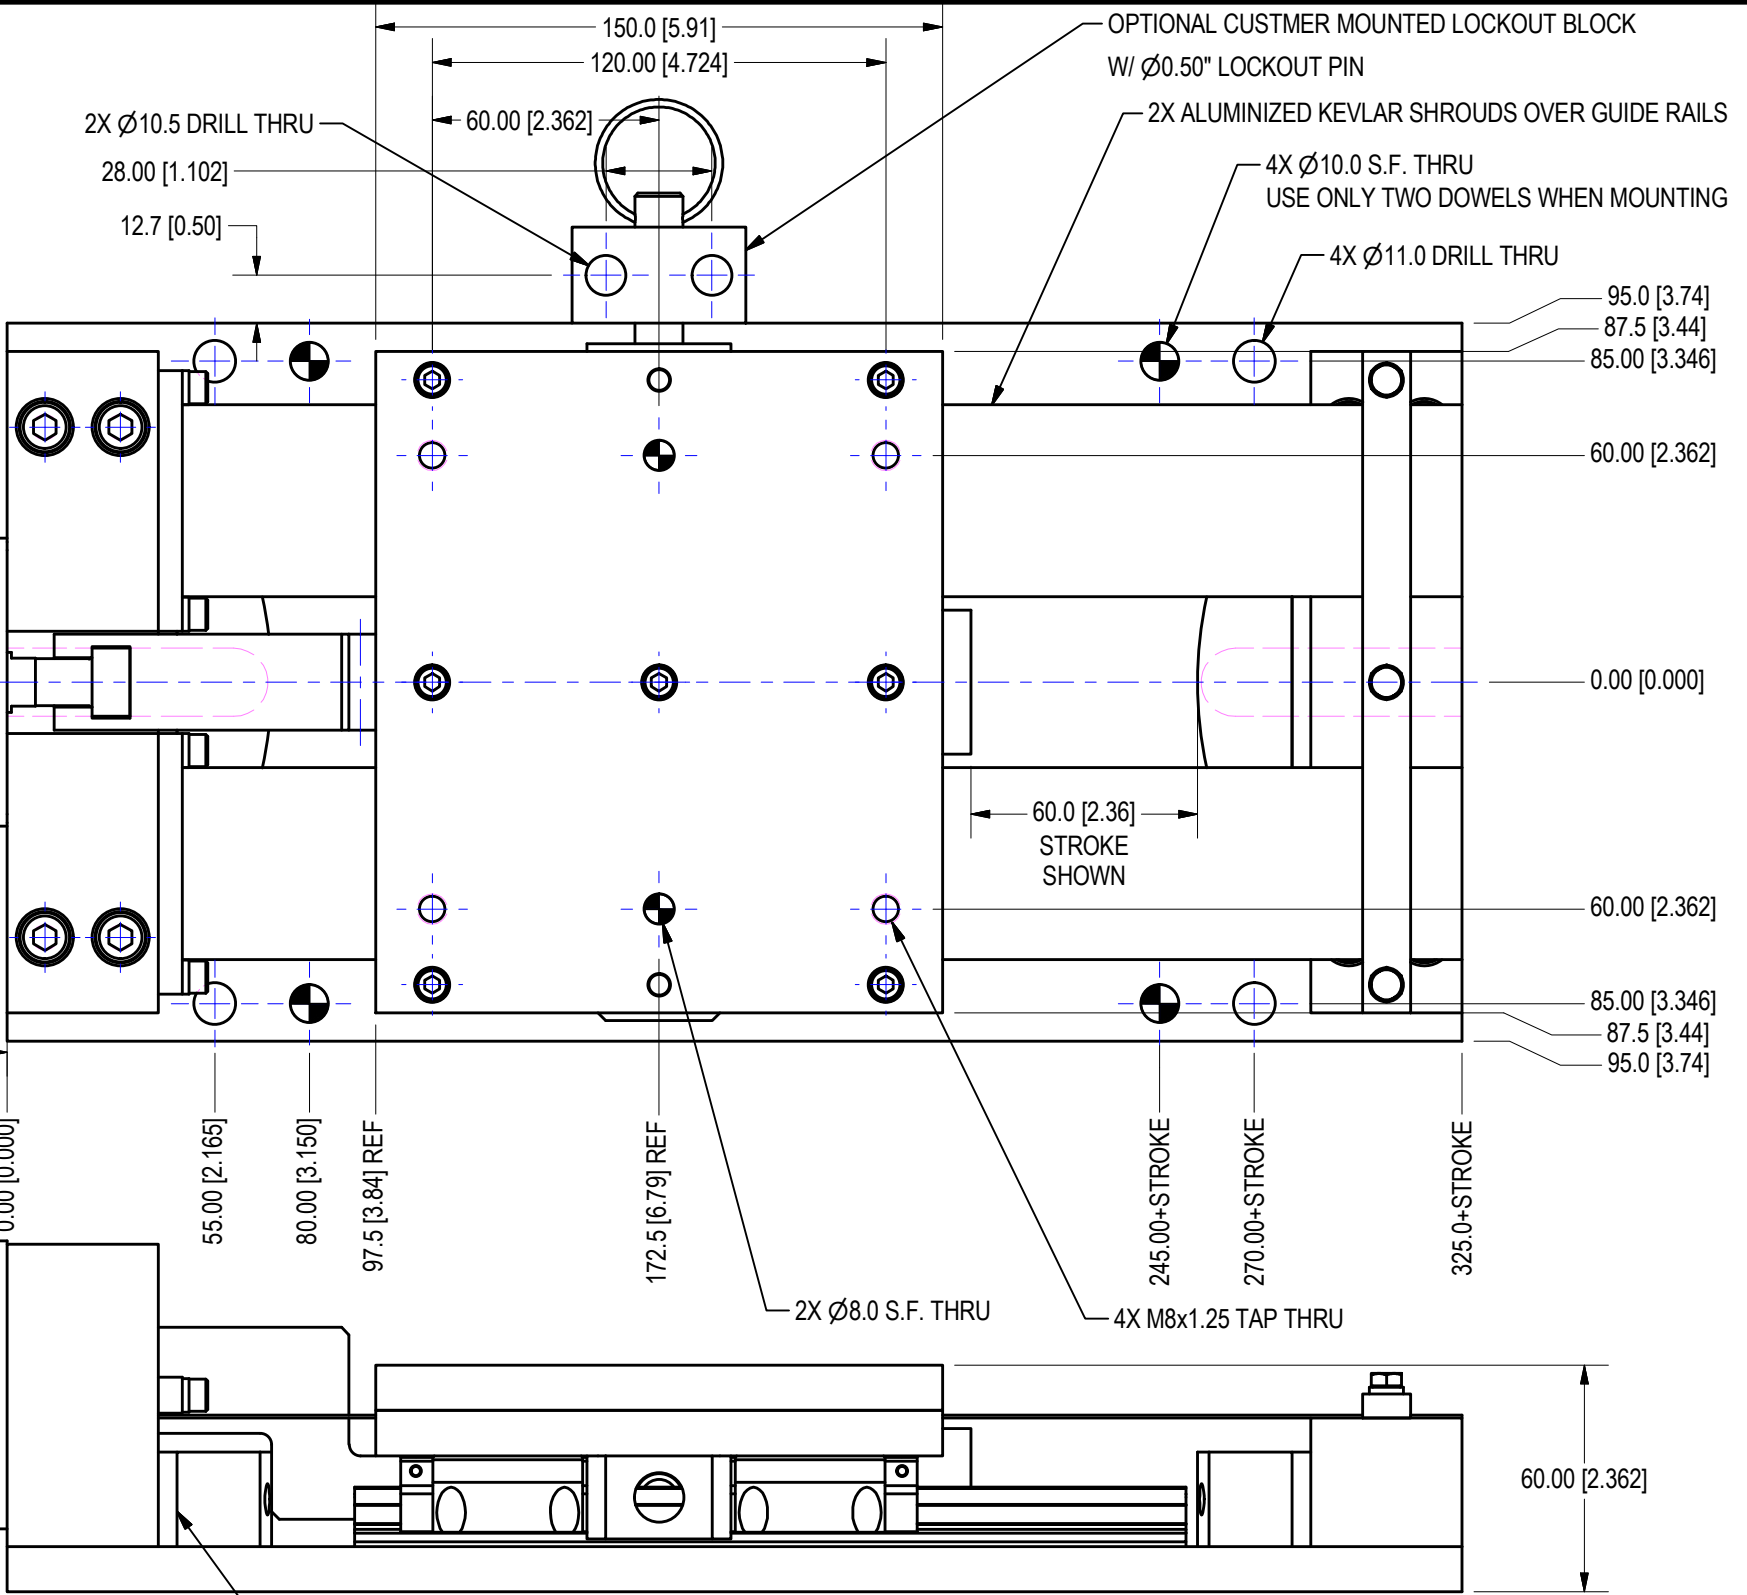 150.0 [5.91]
OPTIONAL CUSTMER MOUNTED LOCKOUT BLOCK
W/ Ø0.50" LOCKOUT PIN
120.00 [4.724]
2X Ø10.5 DRILL THRU
60.00 [2.362]
2X ALUMINIZED KEVLAR SHROUDS OVER GUIDE RAILS
28.00 [1.102]
4X Ø10.0 S.F. THRU
USE ONLY TWO DOWELS WHEN MOUNTING
12.7 [0.50]
4X Ø11.0 DRILL THRU
95.0 [3.74]
87.5 [3.44]
85.00 [3.346]
60.00 [2.362]
0.00 [0.000]
60.0 [2.36]
STROKE
SHOWN
60.00 [2.362]
85.00 [3.346]
87.5 [3.44]
95.0 [3.74]
0.00 [0.000]
55.00 [2.165]
80.00 [3.150]
97.5 [3.84] REF
172.5 [6.79] REF
245.00+STROKE
270.00+STROKE
325.0+STROKE
2X Ø8.0 S.F. THRU
4X M8x1.25 TAP THRU
60.00 [2.362]